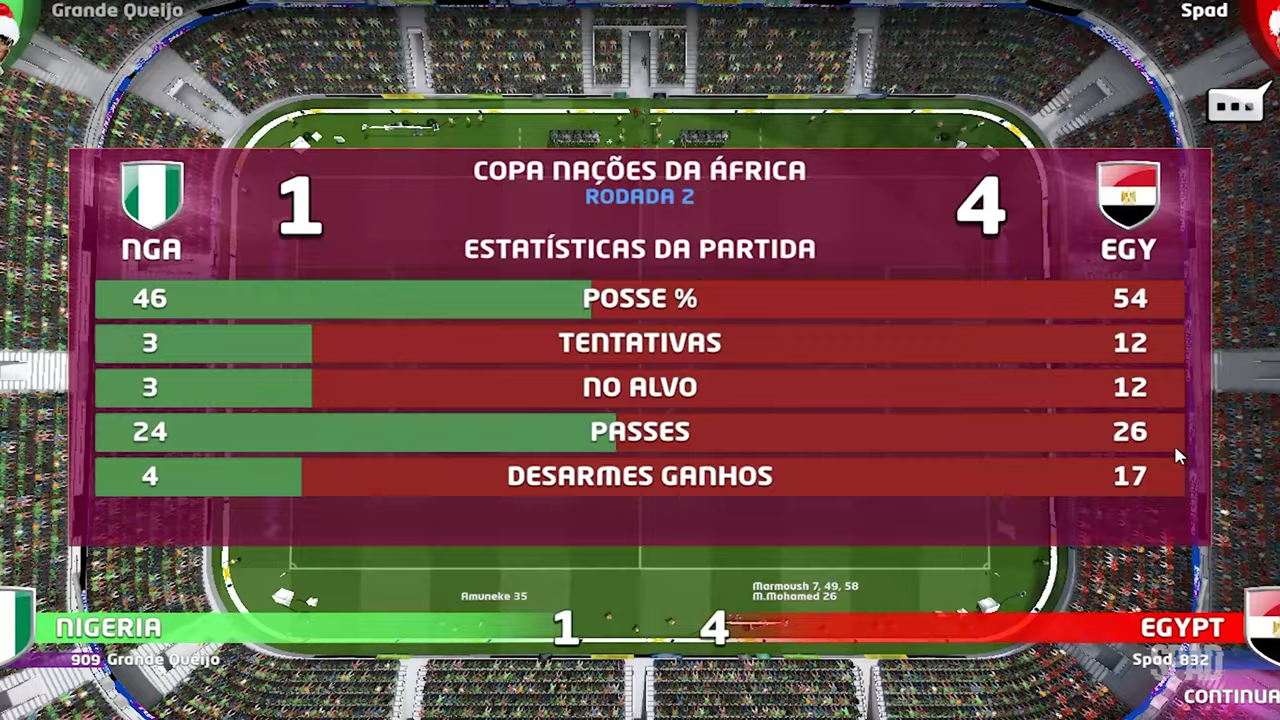 Grande Queijo
Spad
NGA
1
COPA NAÇÕES DA ÁFRICA
RODADA 2
ESTATÍSTICAS DA PARTIDA
4
EGY
46 POSSE % 54
3 TENTATIVAS 12
3 NO ALVO 12
24 PASSES 26
4 DESARMES GANHOS 17
Amuneke 35
Marmoush 7, 49, 58
M.Mohamed 26
NIGERIA 1 4 EGYPT
909 Grande Queijo
Spad 832
SPAD
CONTINUA